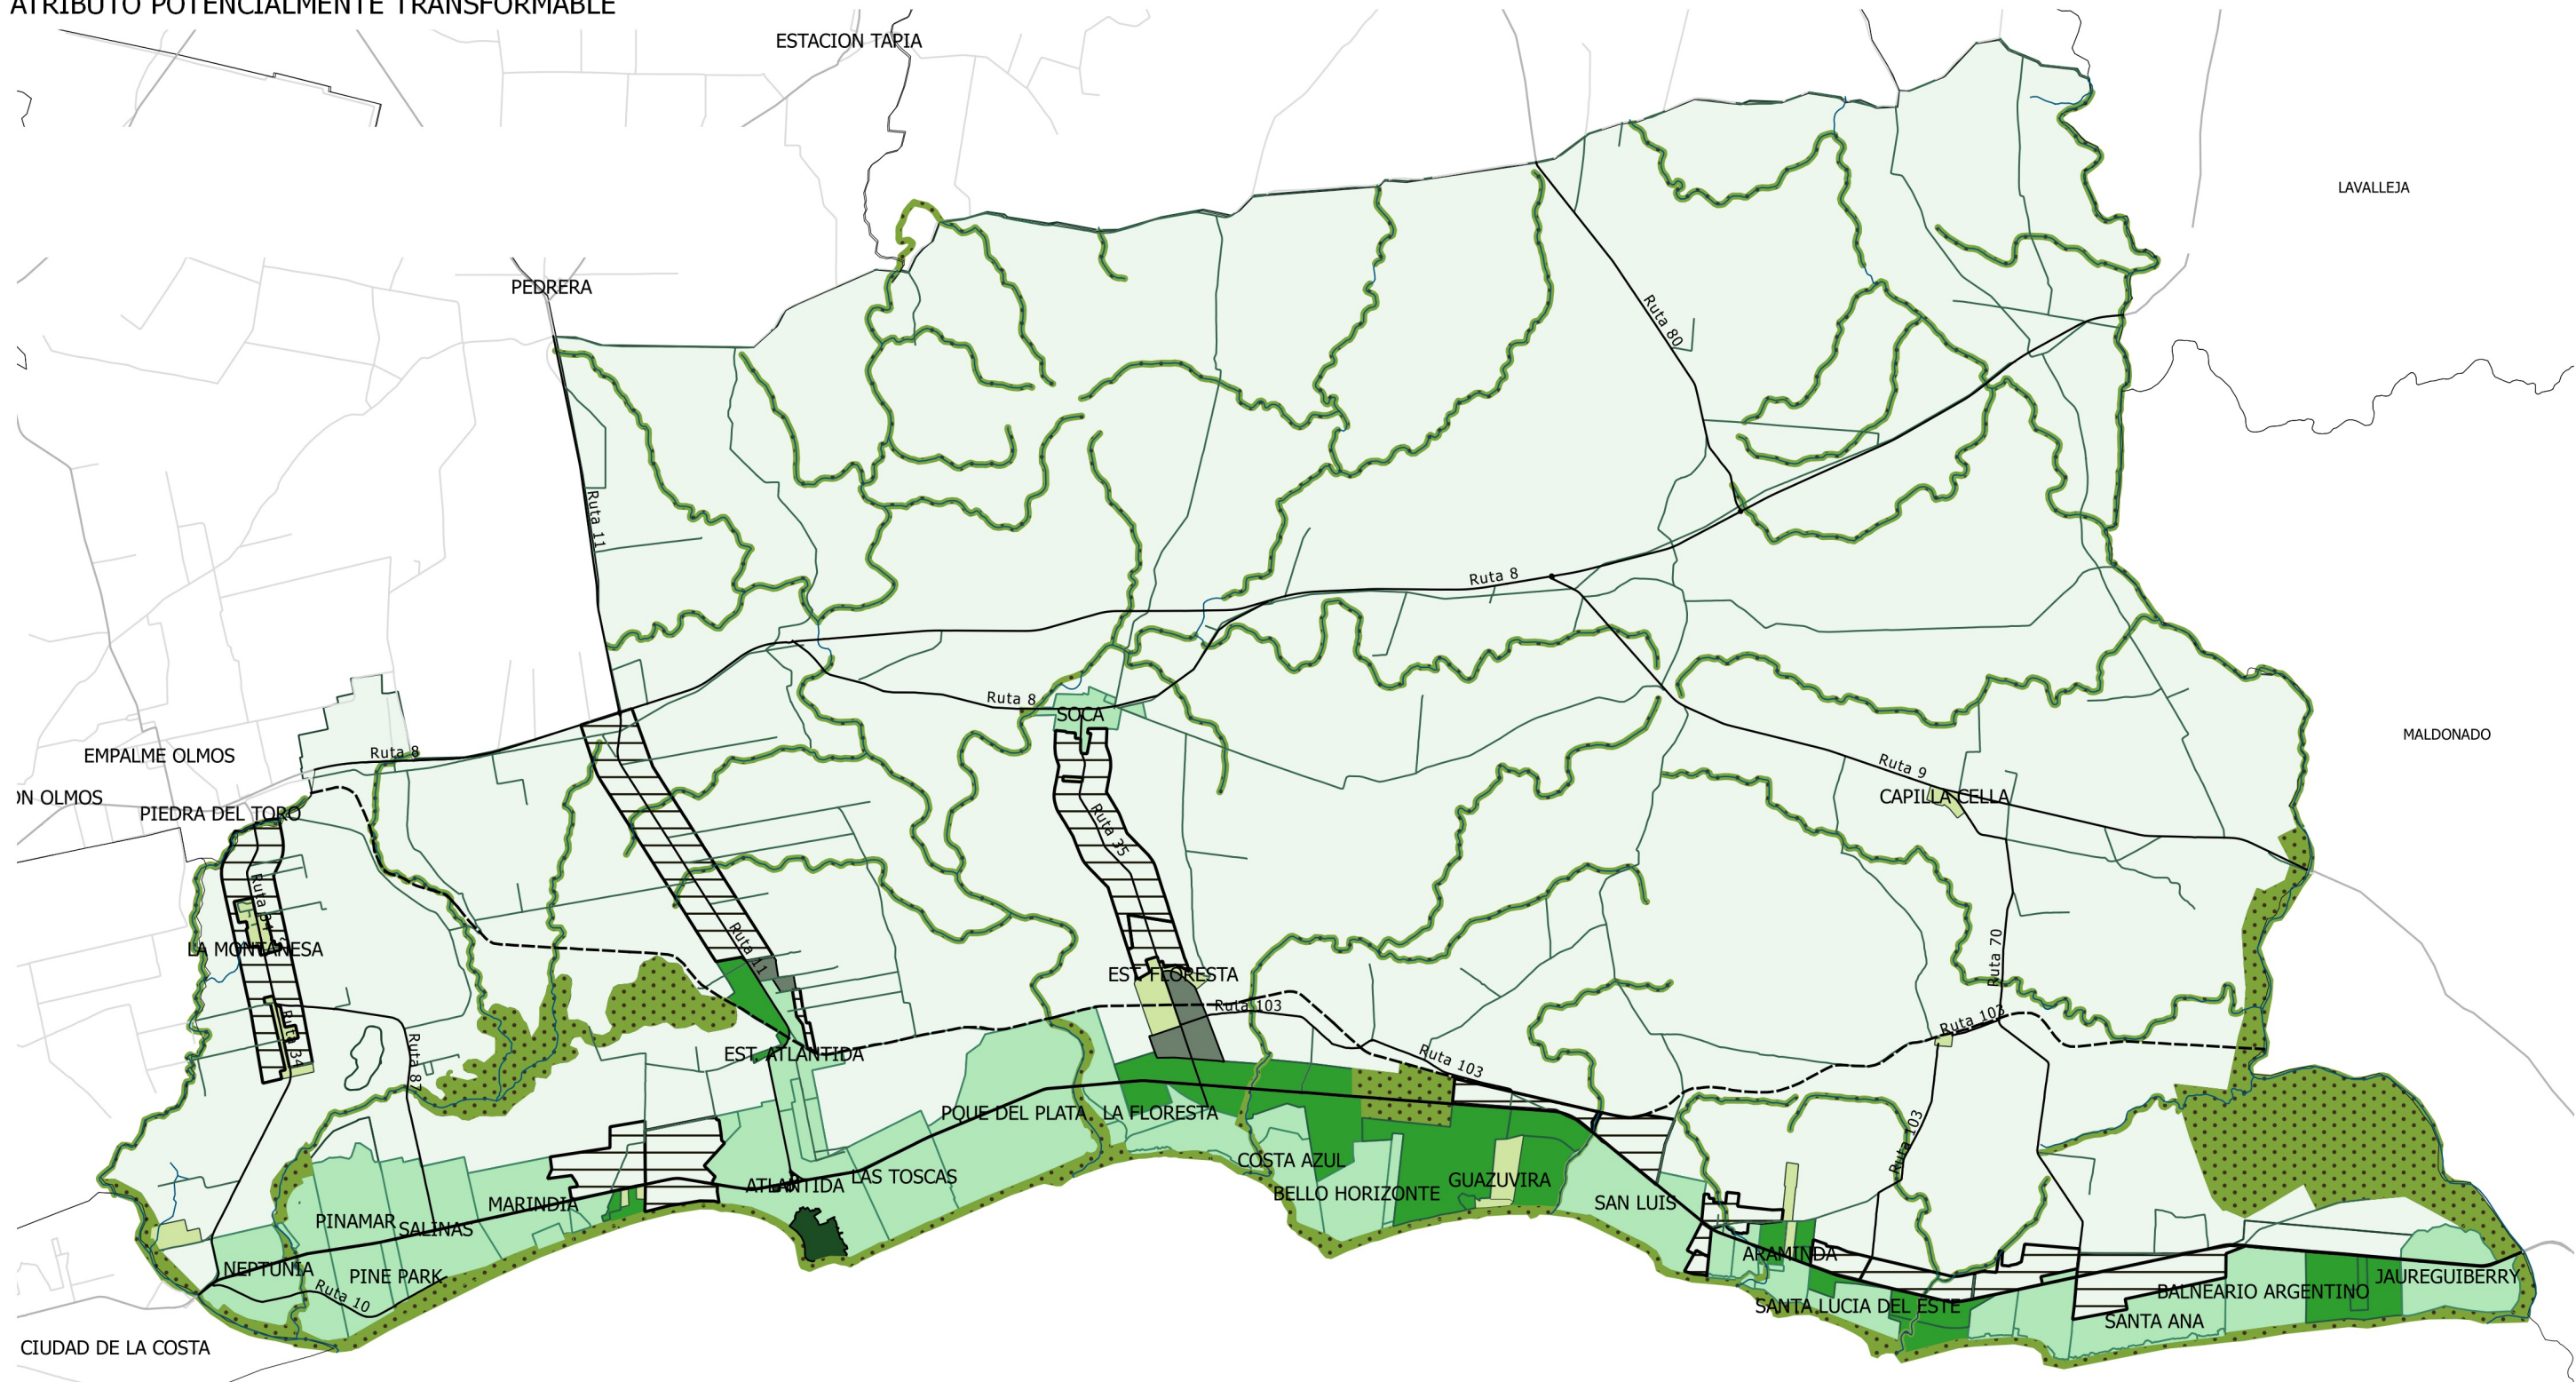 ATRIBUTO POTENCIALMENTE TRANSFORMABLE
ESTACION TAPIA
LAVALLEJA
PEDRERA
Ruta 80
Ruta 11
Ruta 8
Ruta 8
SOCA
MALDONADO
EMPALME OLMOS
Ruta 8
Ruta 9
ON OLMOS
CAPILLA CELLA
PIEDRA DEL TORO
Ruta 35
LA MONTAÑESA
Ruta 11
Ruta 70
EST. FLORESTA
Ruta 103
Ruta 103
Ruta 34
Ruta 87
EST. ATLANTIDA
Ruta 103
PQUE DEL PLATA
LA FLORESTA
Ruta 103
COSTA AZUL
LAS TOSCAS
GUAZUVIRA
ATLANTIDA
BELLO HORIZONTE
MARINDIA
SAN LUIS
PINAMAR
SALINAS
ARAMINDA
NEPTUNIA
PINE PARK
JAUREGUIBERRY
BALNEARIO ARGENTINO
Ruta 10
SANTA LUCIA DEL ESTE
SANTA ANA
CIUDAD DE LA COSTA